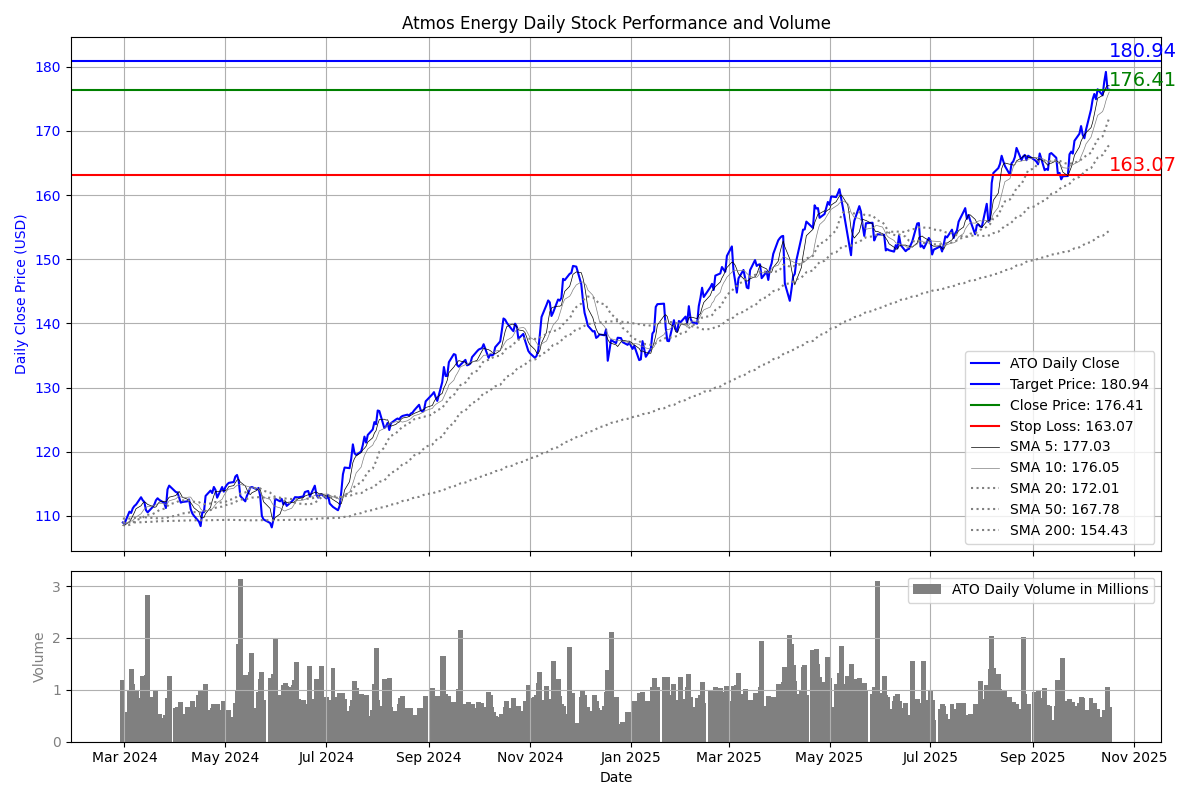 Atmos Energy Daily Stock Performance and Volume
180.94
180
176.41
170
163.07
160
150
140
130
120
110
Daily Close Price (USD)
ATO Daily Close
Target Price: 180.94
Close Price: 176.41
Stop Loss: 163.07
SMA 5: 177.03
SMA 10: 176.05
SMA 20: 172.01
SMA 50: 167.78
SMA 200: 154.43
3
2
1
0
Volume
ATO Daily Volume in Millions
Mar 2024 May 2024 Jul 2024 Sep 2024 Nov 2024 Jan 2025 Mar 2025 May 2025 Jul 2025 Sep 2025 Nov 2025
Date